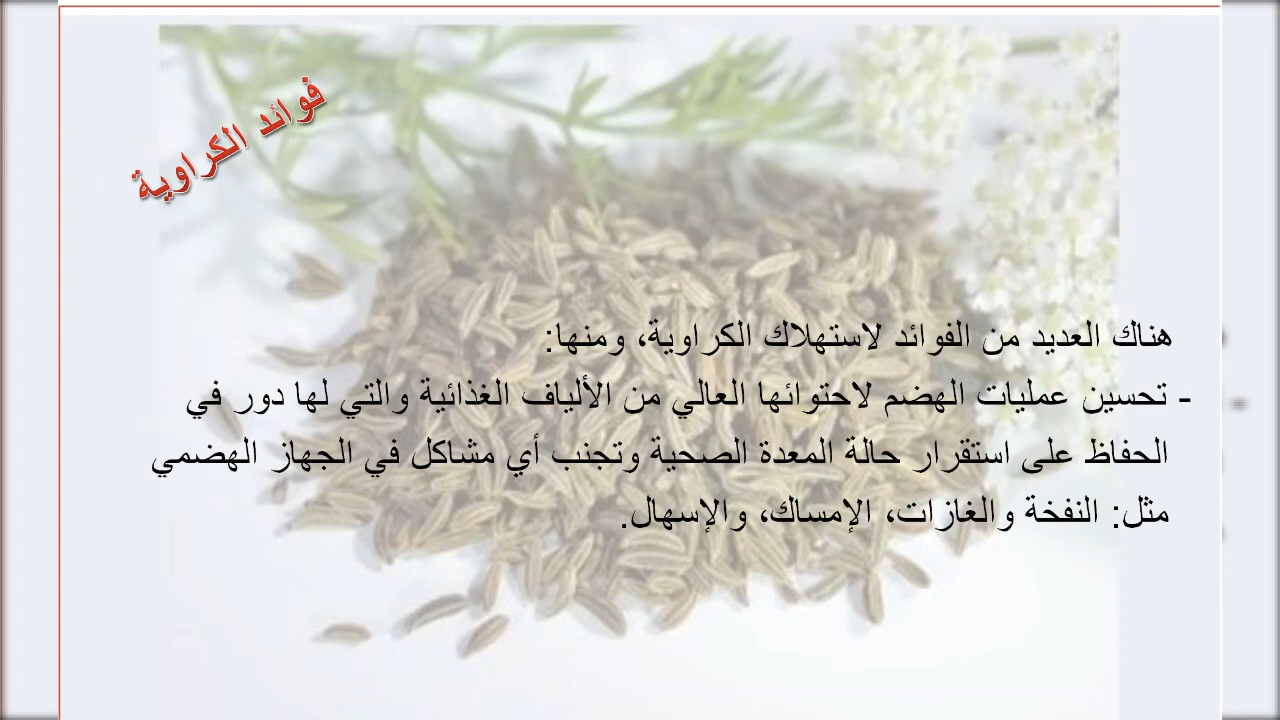 فوائد الكراوية
هناك العديد من الفوائد لاستهلاك الكراوية، ومنها:
- تحسين عمليات الهضم لاحتوائها العالي من الألياف الغذائية والتي لها دور في
الحفاظ على استقرار حالة المعدة الصحية وتجنب أي مشاكل في الجهاز الهضمي
مثل: النفخة والغازات، الإمساك، والإسهال.